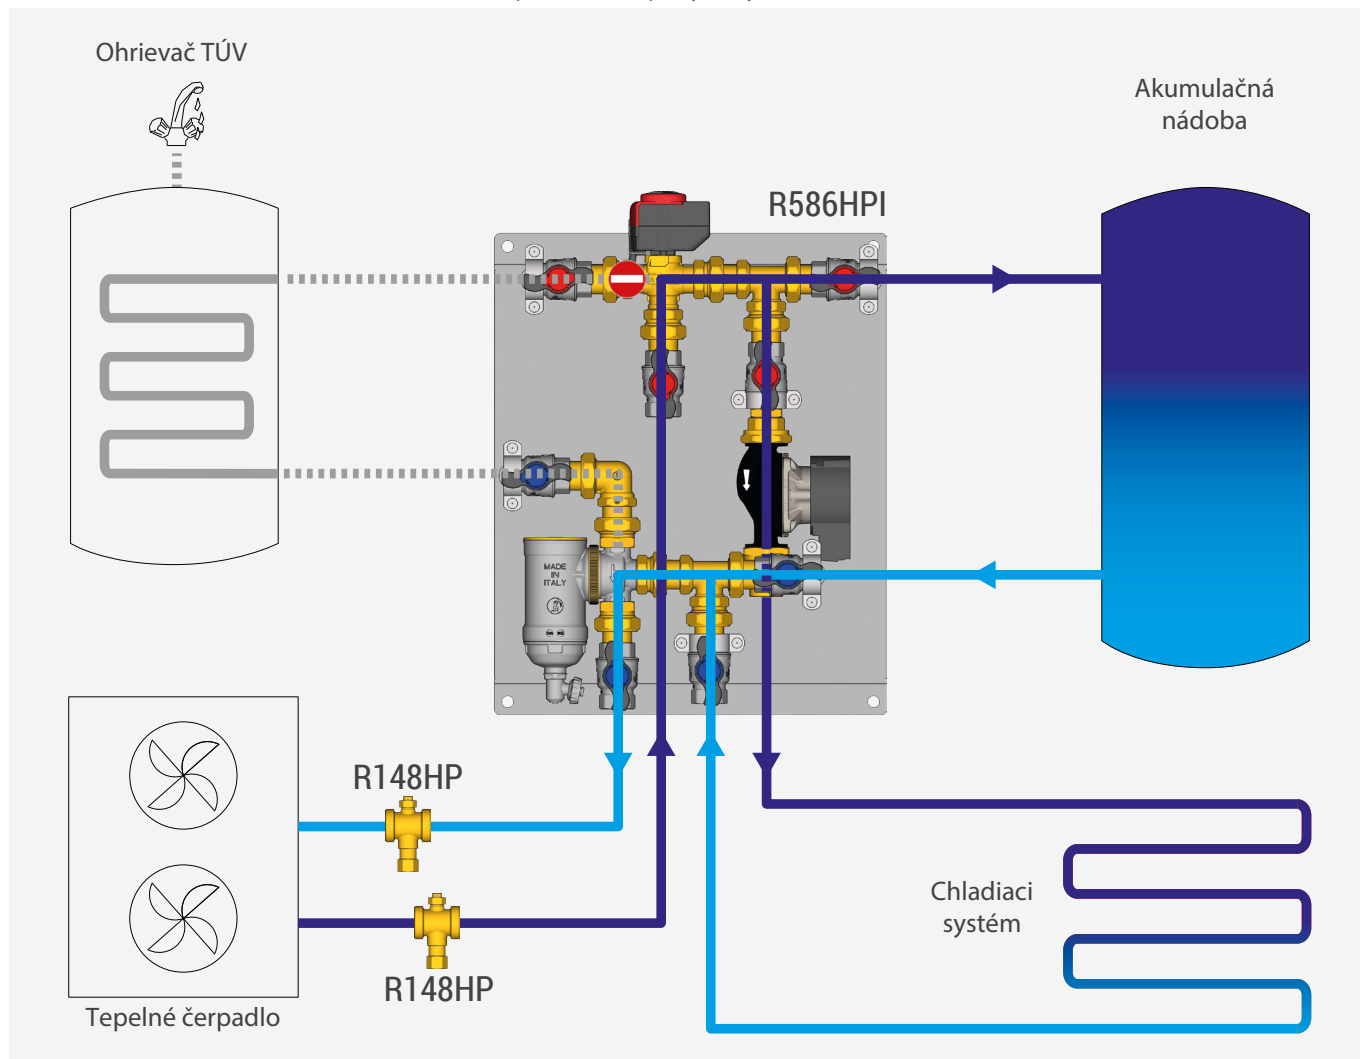 Ohrievač TÚV
Akumulačná
nádoba
R586HPI
MADE
IN
ITALY
R148HP
R148HP
Chladiaci
systém
Tepelné čerpadlo